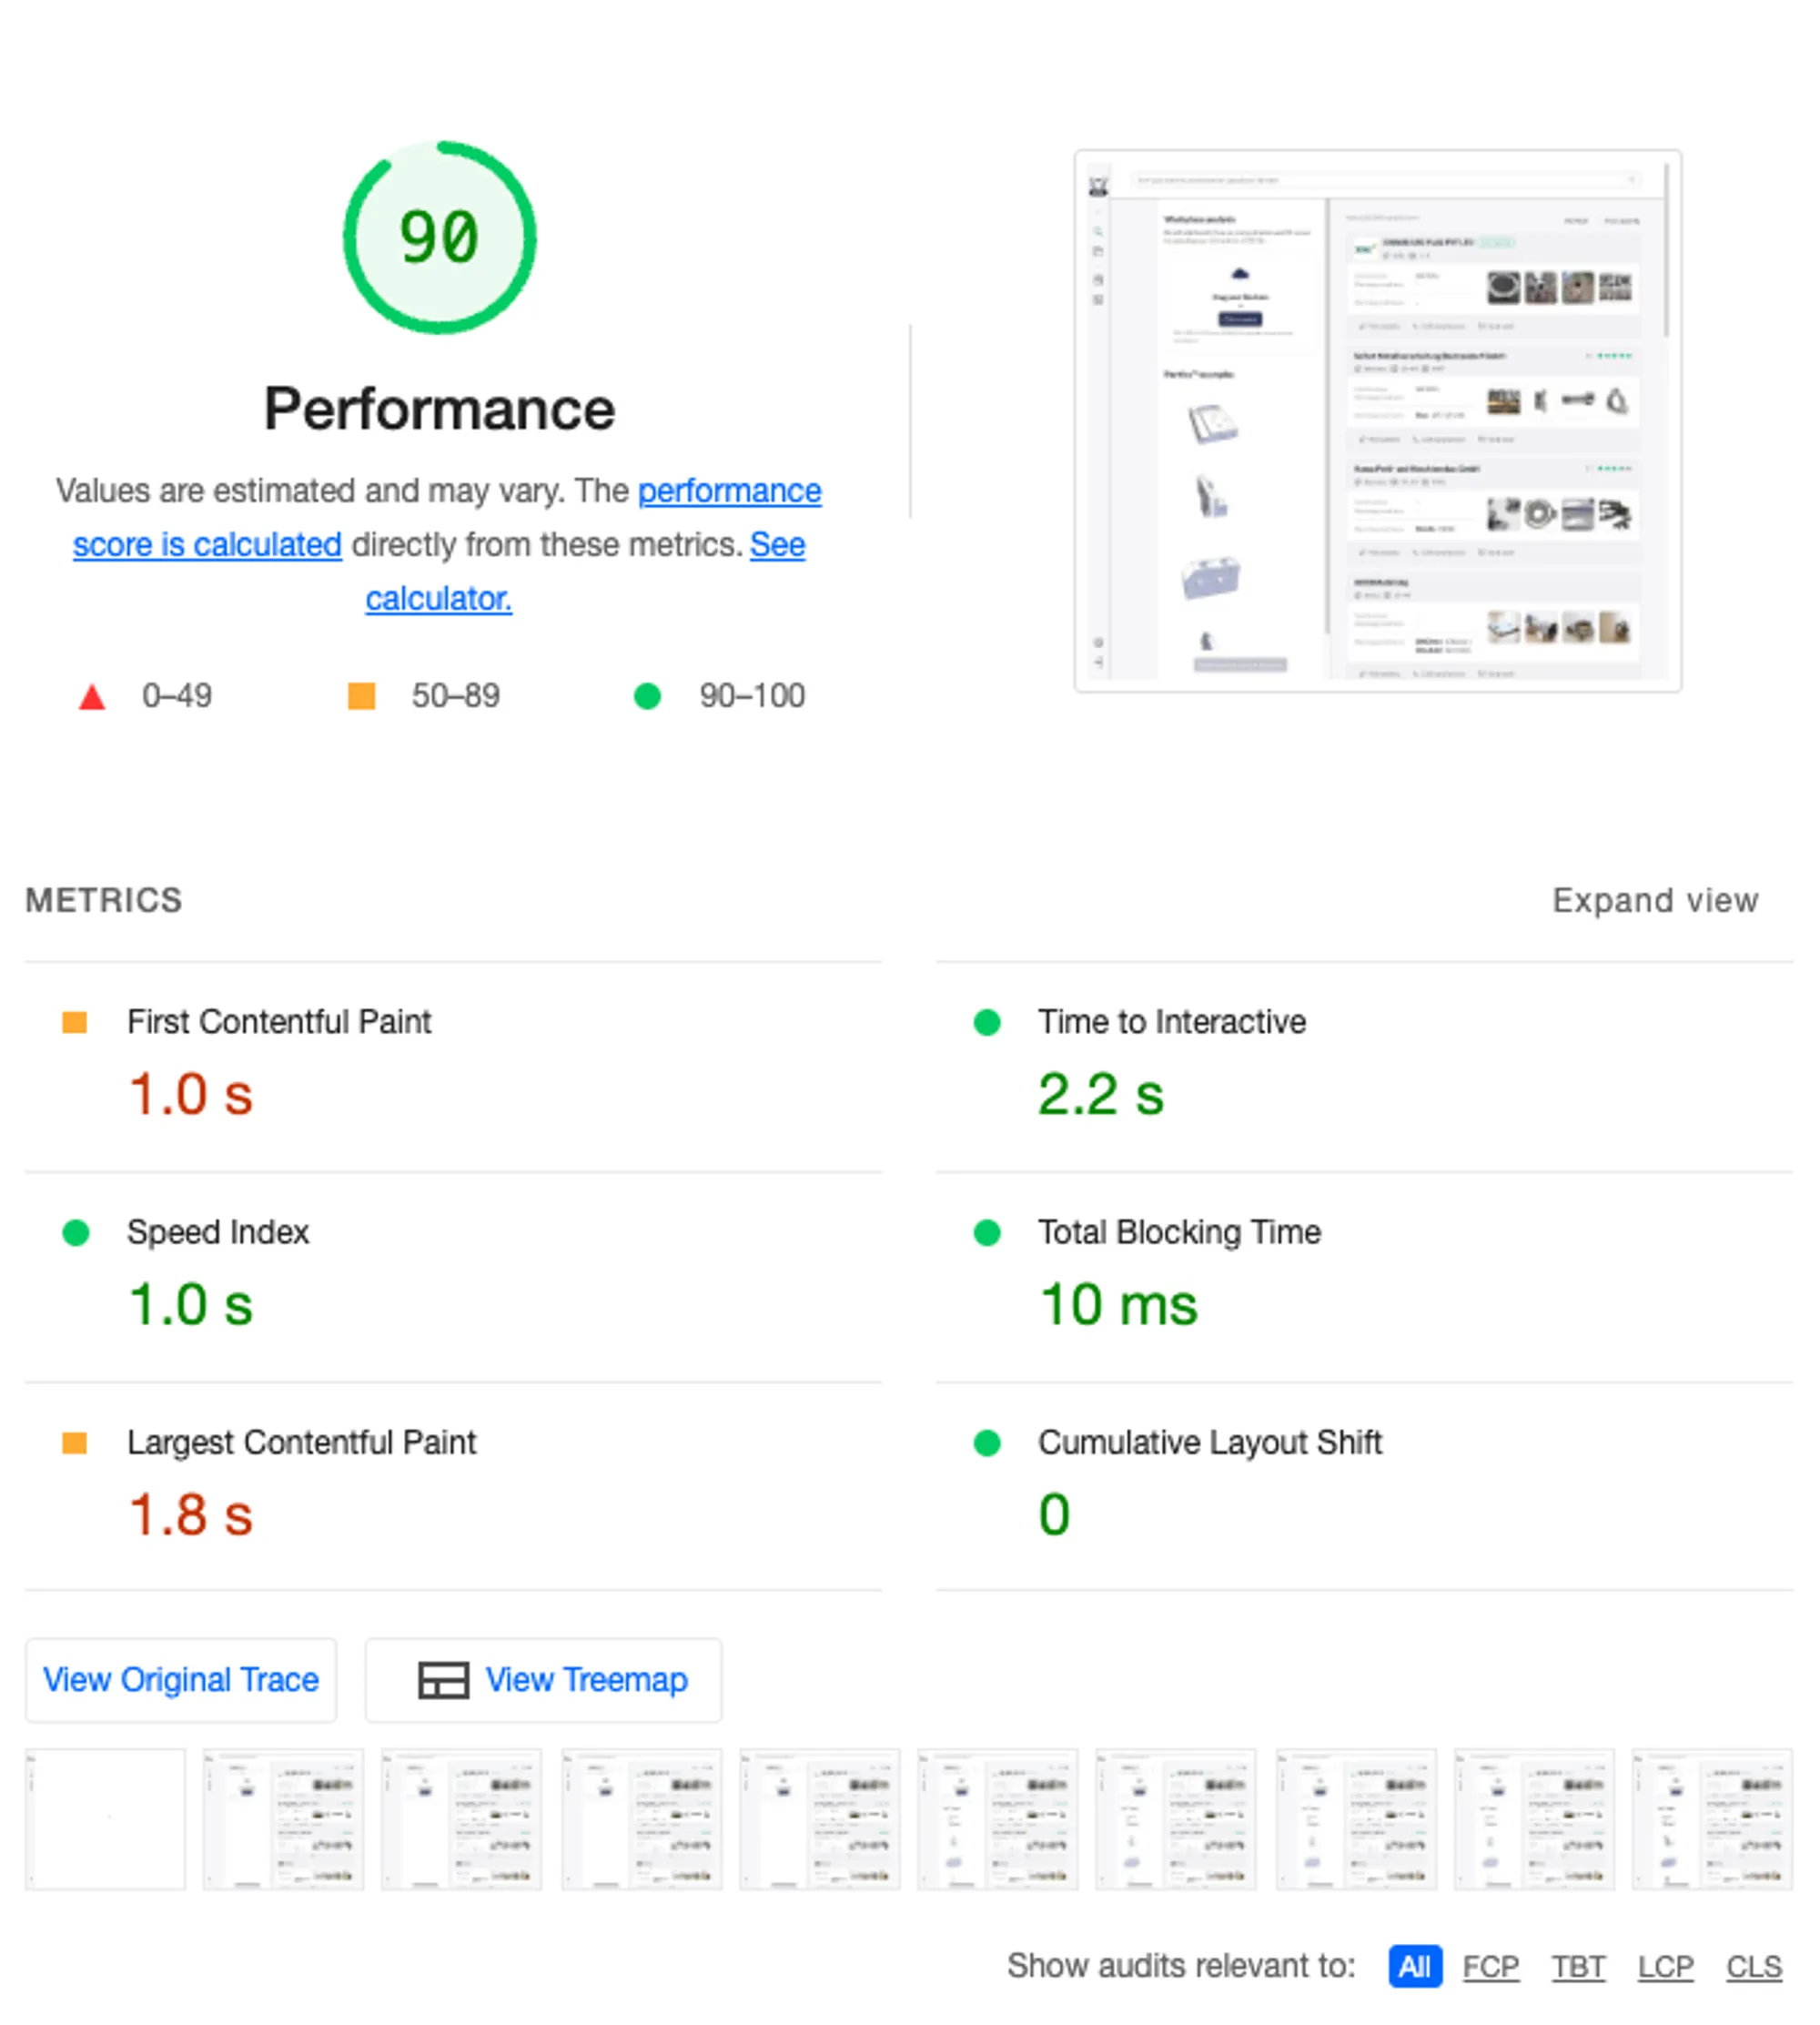 90
Performance
Values are estimated and may vary. The performance
score is calculated directly from these metrics. See
calculator.
0–49
50–89
90–100
METRICS
Expand view
First Contentful Paint
1.0 s
Time to Interactive
2.2 s
Speed Index
1.0 s
Total Blocking Time
10 ms
Largest Contentful Paint
1.8 s
Cumulative Layout Shift
0
View Original Trace
View Treemap
Show audits relevant to: All FCP TBT LCP CLS